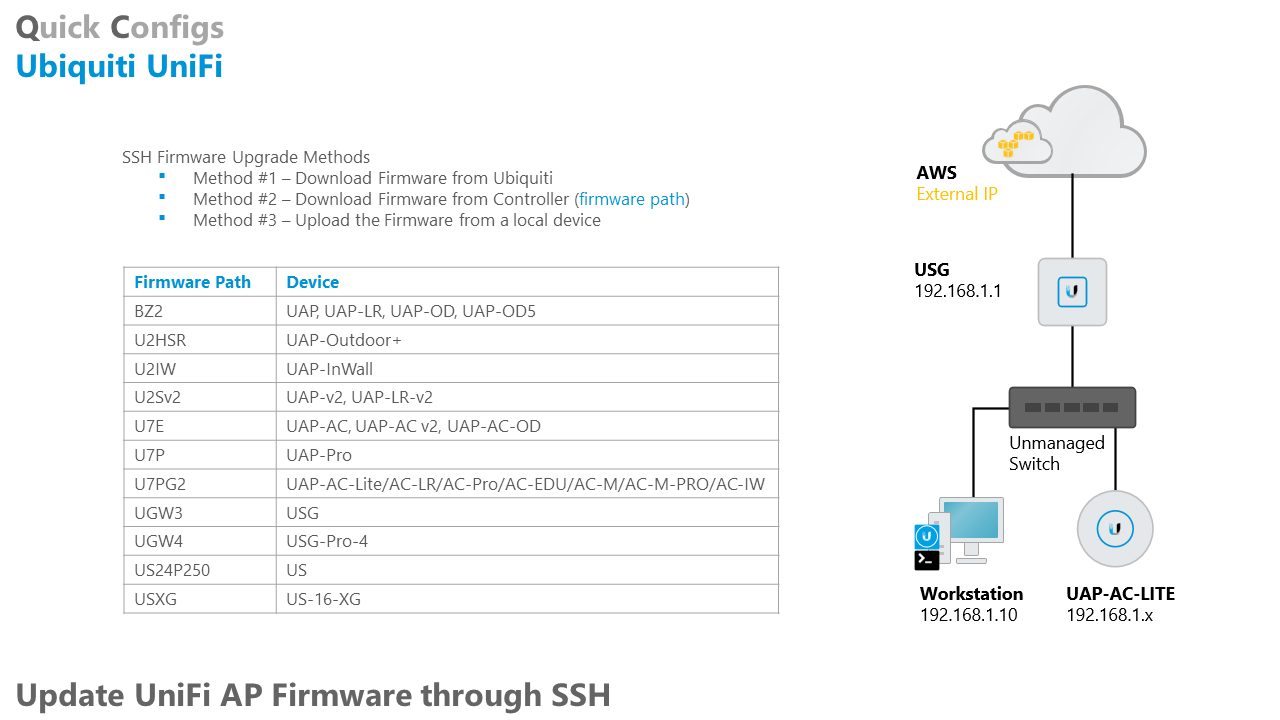 Quick Configs
Ubiquiti UniFi
SSH Firmware Upgrade Methods
▪ Method #1 – Download Firmware from Ubiquiti
▪ Method #2 – Download Firmware from Controller (firmware path)
▪ Method #3 – Upload the Firmware from a local device
Firmware Path Device
BZ2 UAP, UAP-LR, UAP-OD, UAP-OD5
U2HSR UAP-Outdoor+
U2IW UAP-InWall
U2Sv2 UAP-v2, UAP-LR-v2
U7E UAP-AC, UAP-AC v2, UAP-AC-OD
U7P UAP-Pro
U7PG2 UAP-AC-Lite/AC-LR/AC-Pro/AC-EDU/AC-M/AC-M-PRO/AC-IW
UGW3 USG
UGW4 USG-Pro-4
US24P250 US
USXG US-16-XG
AWS
External IP
USG
192.168.1.1
Unmanaged
Switch
Workstation
192.168.1.10
UAP-AC-LITE
192.168.1.x
Update UniFi AP Firmware through SSH